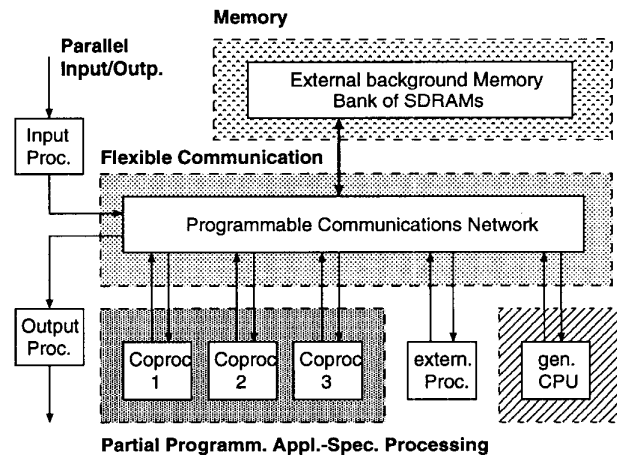 Memory
Parallel
Input/Outp.
External background Memory
Bank of SDRAMs
Input
Proc.
Flexible Communication
Programmable Communications Network
Output
Proc.
Coproc
1
Coproc
2
Coproc
3
extern.
Proc.
gen.
CPU
Partial Programm. Appl.-Spec. Processing